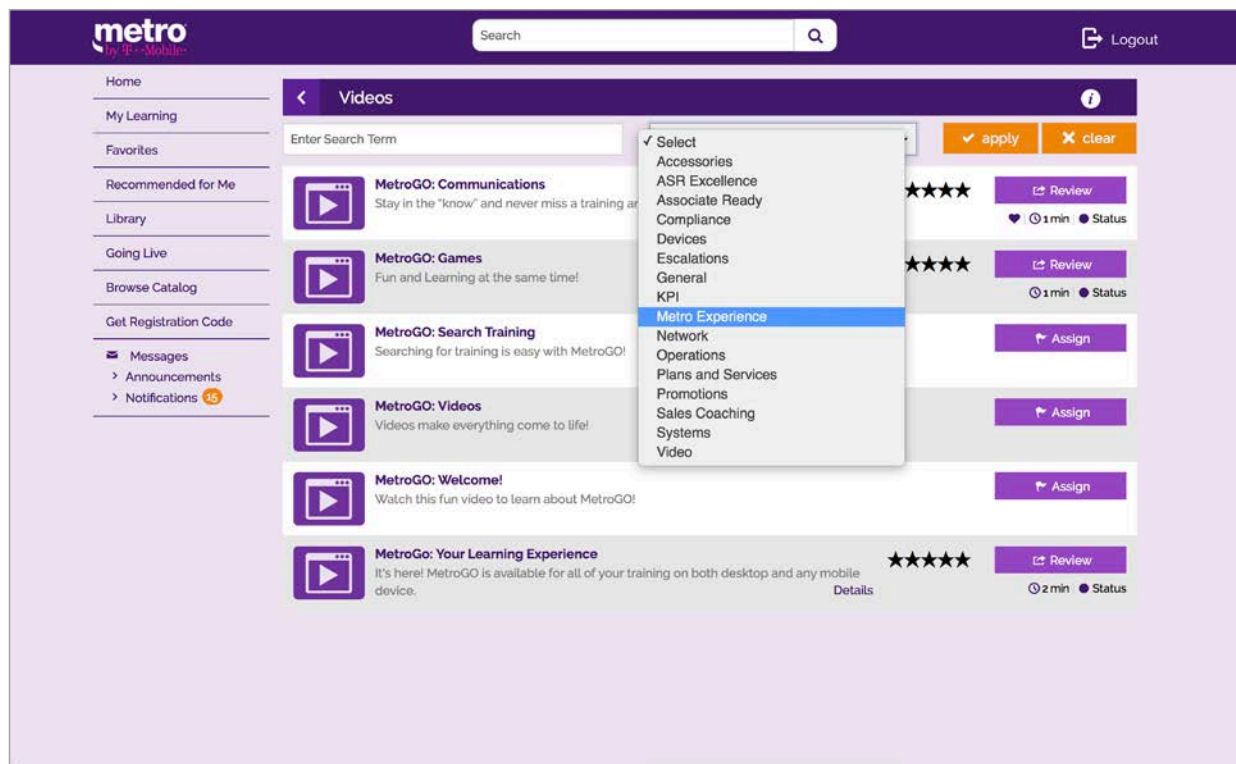 metro
by T-Mobile
Search
Logout
Home
My Learning
Favorites
Recommended for Me
Library
Going Live
Browse Catalog
Get Registration Code
Messages
Announcements
Notifications 15
Videos
Enter Search Term
Select
Accessories
ASR Excellence
Associate Ready
Compliance
Devices
Escalations
General
KPI
Metro Experience
Network
Operations
Plans and Services
Promotions
Sales Coaching
Systems
Video
apply
clear
MetroGO: Communications
Stay in the "know" and never miss a training
Review
1 min Status
MetroGO: Games
Fun and Learning at the same time!
Review
1 min Status
MetroGO: Search Training
Searching for training is easy with MetroGO!
Assign
MetroGO: Videos
Videos make everything come to life!
Assign
MetroGO: Welcome!
Watch this fun video to learn about MetroGO!
Assign
MetroGo: Your Learning Experience
It's here! MetroGO is available for all of your training on both desktop and any mobile
device.
Details
Review
2 min Status